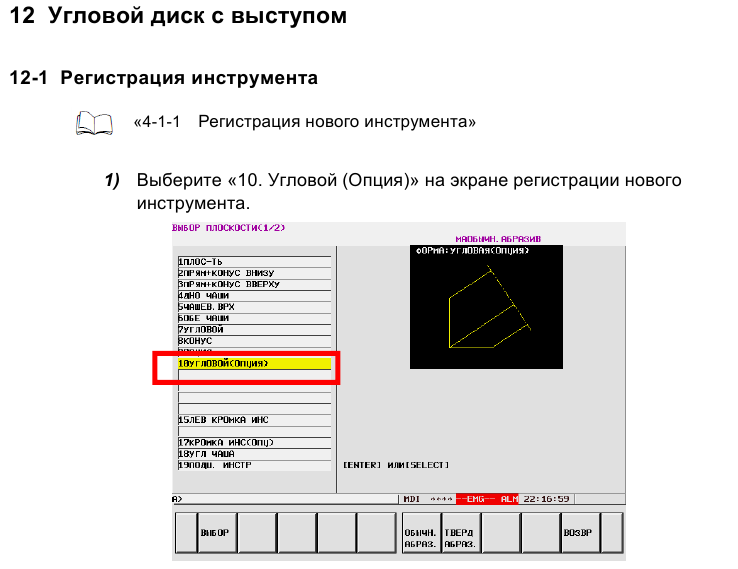 12 Угловой диск с выступом
12-1 Регистрация инструмента
«4-1-1 Регистрация нового инструмента»
1) Выберите «10. Угловой (Опция)» на экране регистрации нового
инструмента.
ВЫБОР ПЛОСКОСТИ(1/2)
МАОБЫЧН.АБРАЗИВ
ФОРМА:УГЛОВАЯ(ОПЦИЯ)
1ПЛОС-ТЬ
2ПРЯМ+КОНУС ВНИЗУ
3ПРЯМ+КОНУС ВВЕРХУ
4ДНО ЧАШИ
5ЧАШЕВ.ВРХ
6ОБЕ ЧАШИ
7УГЛОВОЙ
8КОНУС
10УГЛОВОЙ(ОПЦИЯ)
15ЛЕВ КРОМКА ИНС
17КРОМКА ИНС(ОПЦ)
18УГЛ ЧАША
19ПОДШ. ИНСТР
[ENTER] ИЛИ[SELECT]
A>
MDI **** --EMG-- ALM 22:16:59
ВЫБОР
ОБЫЧН. АБРАЗ.
ТВЕРД АБРАЗ.
ВОЗВР